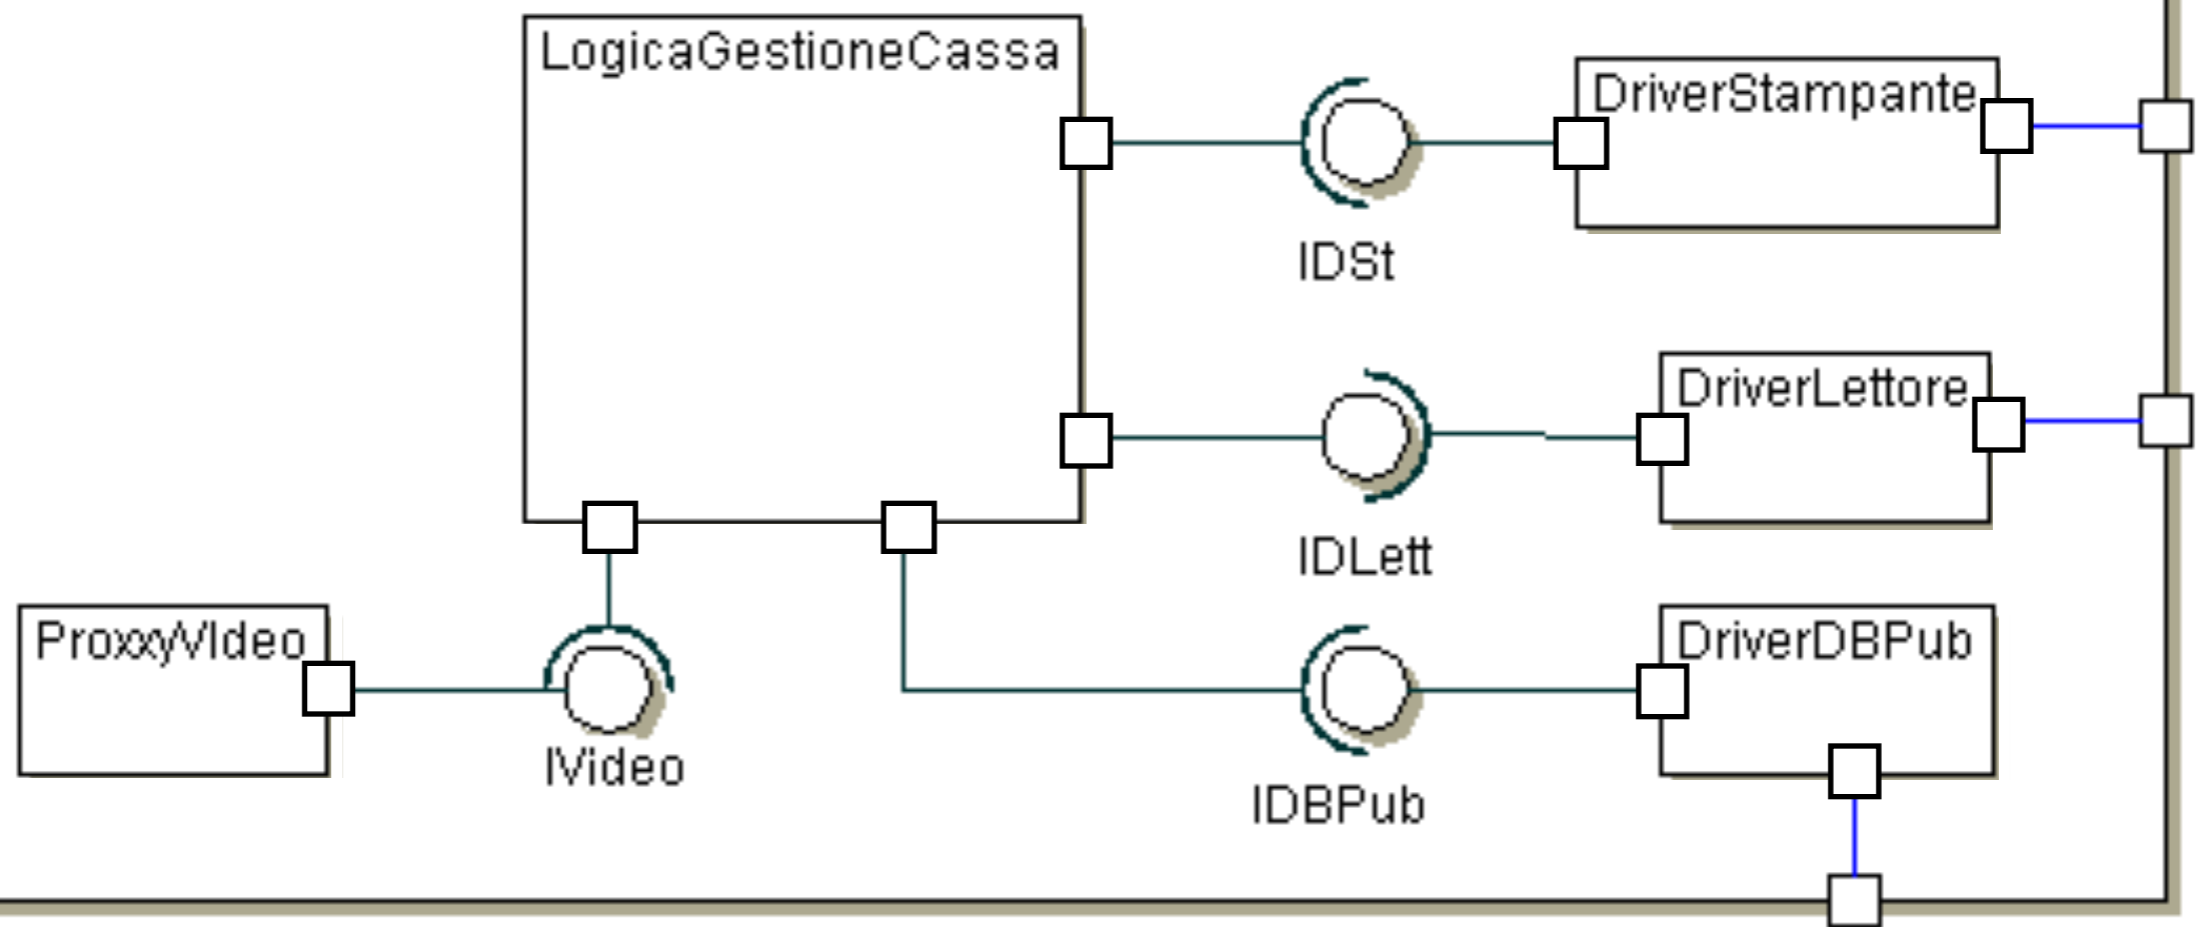 LogicaGestioneCassa
DriverStampante
IDSt
DriverLettore
IDLett
ProxxyVIdeo
DriverDBPub
IVideo
IDBPub